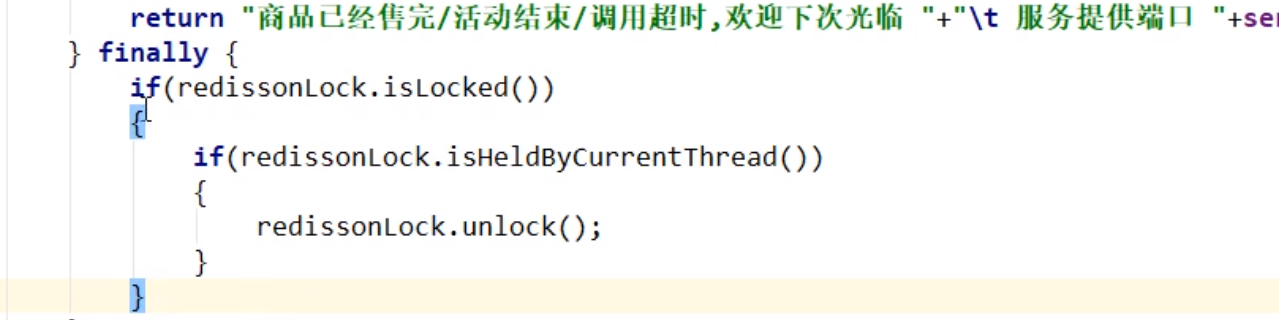 return "商品已经售完/活动结束/调用超时,欢迎下次光临 "+"\t 服务提供端口 "+ser
} finally {
if(redissonLock.isLocked())
{
if(redissonLock.isHeldByCurrentThread())
{
redissonLock.unlock();
}
}